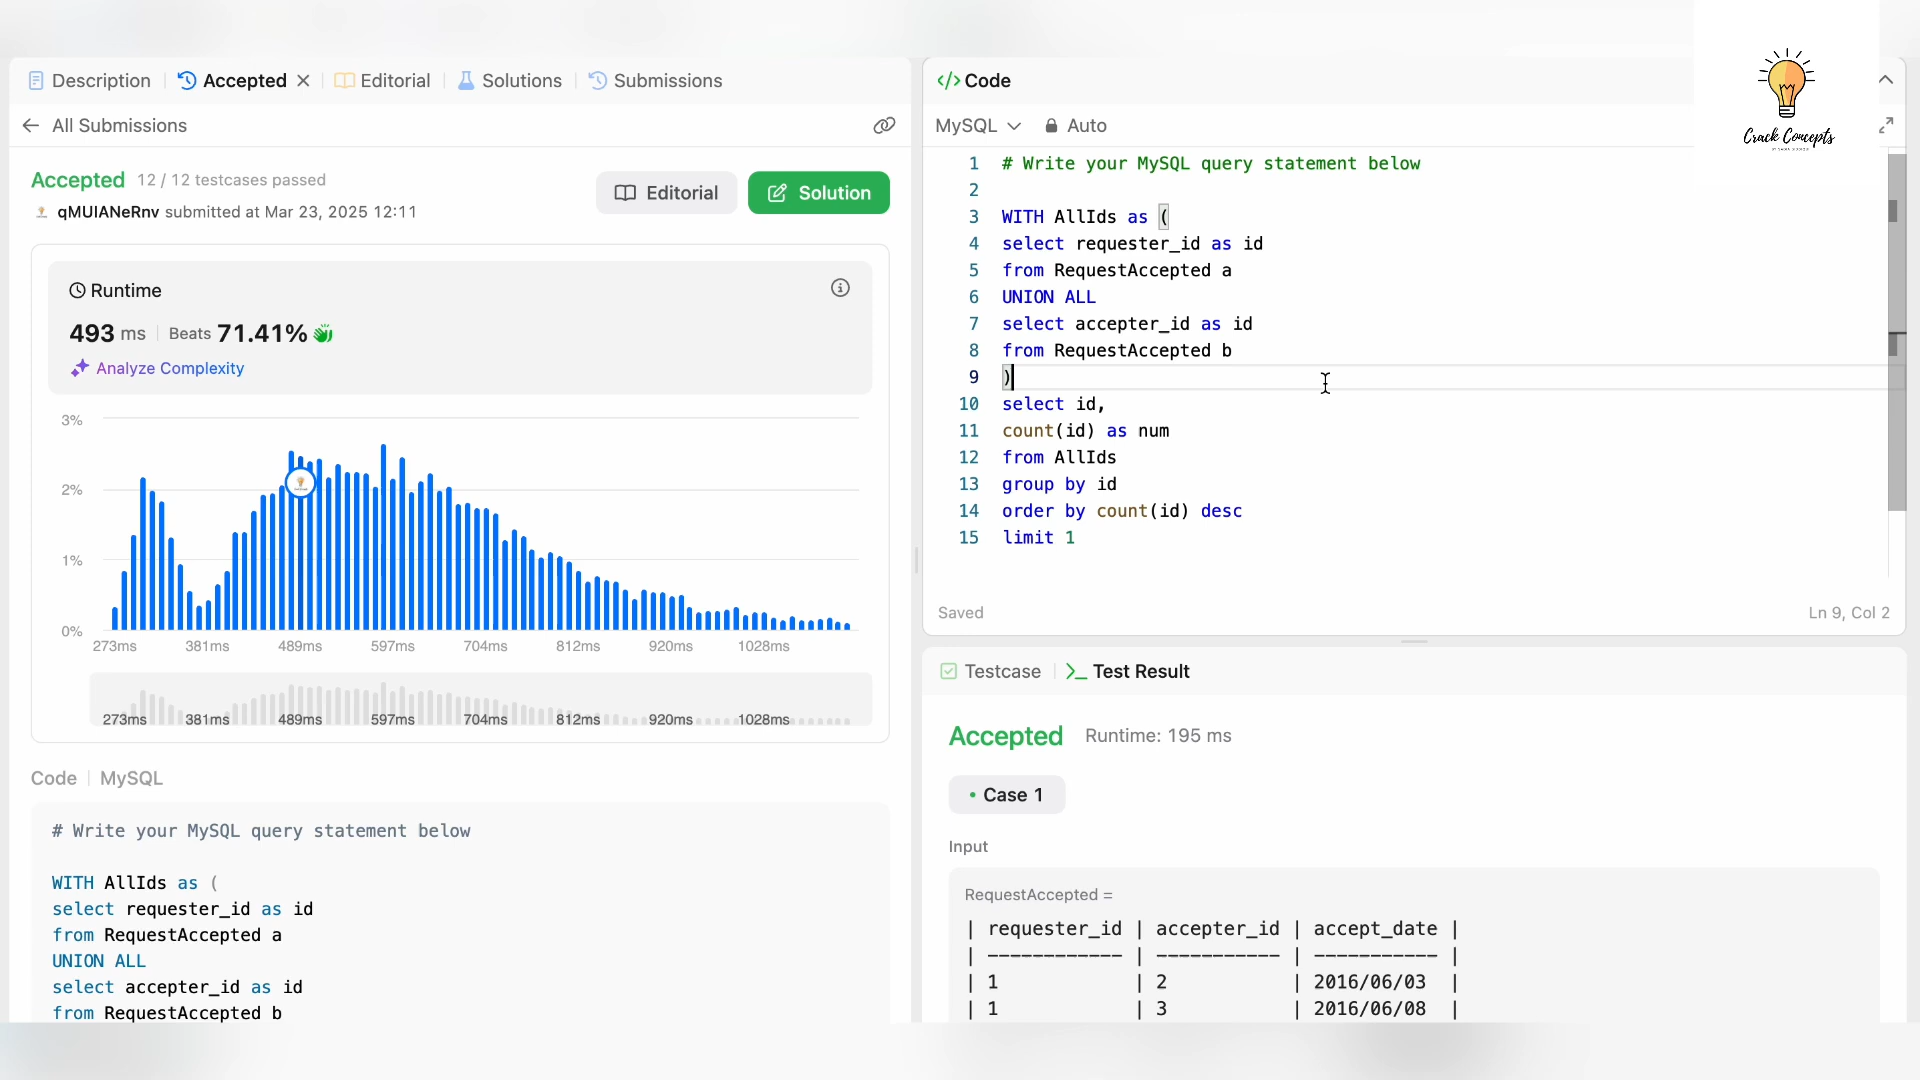 Description
Accepted
Editorial
Solutions
Submissions
All Submissions
Accepted 12 / 12 testcases passed
qMUIANeRnv submitted at Mar 23, 2025 12:11
Editorial
Solution
Runtime
493 ms Beats 71.41%
Analyze Complexity
3%
2%
1%
0%
273ms 381ms 489ms 597ms 704ms 812ms 920ms 1028ms
273ms 381ms 489ms 597ms 704ms 812ms 920ms 1028ms
Code | MySQL
# Write your MySQL query statement below
WITH AllIds as (
select requester_id as id
from RequestAccepted a
UNION ALL
select accepter_id as id
from RequestAccepted b
</> Code
MySQL Auto
1 # Write your MySQL query statement below
2
3 WITH AllIds as (
4 select requester_id as id
5 from RequestAccepted a
6 UNION ALL
7 select accepter_id as id
8 from RequestAccepted b
9 )
10 select id,
11 count(id) as num
12 from AllIds
13 group by id
14 order by count(id) desc
15 limit 1
Saved
Ln 9, Col 2
Crack Concepts
Testcase
>_ Test Result
Accepted Runtime: 195 ms
• Case 1
Input
RequestAccepted =
| requester_id | accepter_id | accept_date |
| ------------ | ----------- | ----------- |
| 1 | 2 | 2016/06/03 |
| 1 | 3 | 2016/06/08 |